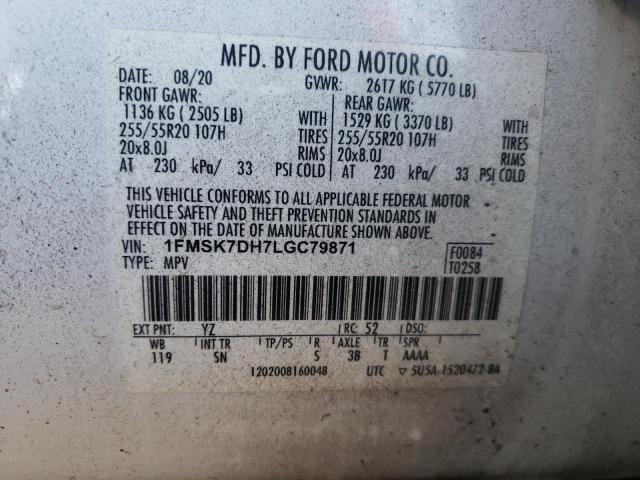 MFD. BY FORD MOTOR CO.
DATE: 08/20 GVWR: 2617 KG ( 5770 LB)
FRONT GAWR: REAR GAWR:
1136 KG ( 2505 LB) WITH 1529 KG ( 3370 LB) WITH
255/55R20 107H TIRES 255/55R20 107H TIRES
20x8.0J RIMS 20x8.0J RIMS
AT 230 kPa/ 33 PSI COLD AT 230 kPa/ 33 PSI COLD
THIS VEHICLE CONFORMS TO ALL APPLICABLE FEDERAL MOTOR
VEHICLE SAFETY AND THEFT PREVENTION STANDARDS IN
EFFECT ON THE DATE OF MANUFACTURE SHOWN ABOVE.
VIN: 1FMSK7DH7LGC79871 F0084
TYPE: MPV T0258
EXT PNT: YZ RC: 52 DSO:
WB INT TR TP/PS R AXLE TR SPR
119 SN S 3B T AAAA
1202008160048 UTC ▽ 5U5A-1520472-BA